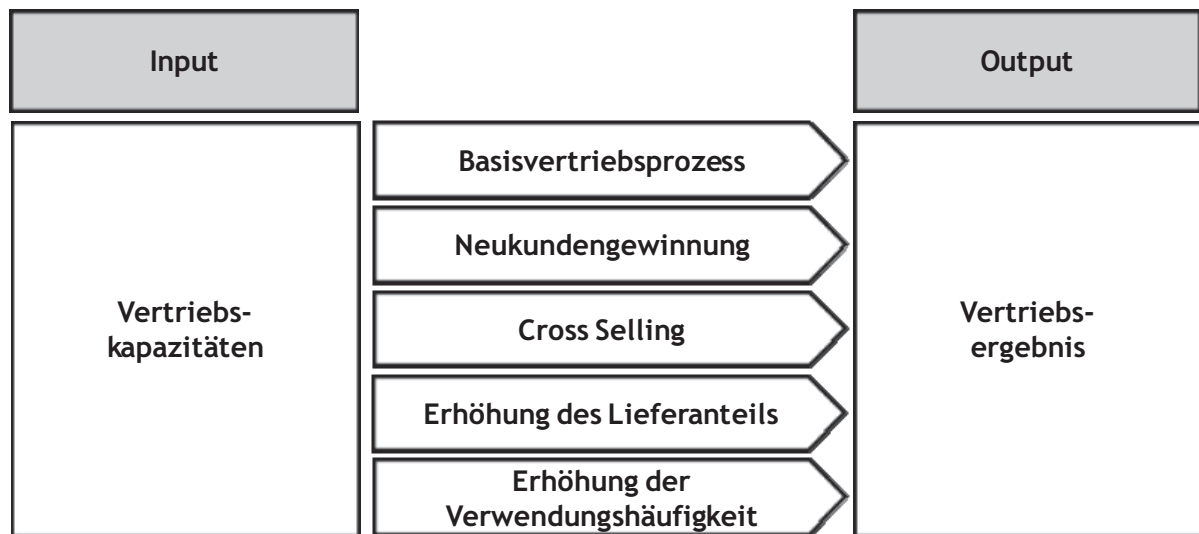 Input
Output
Basisvertriebsprozess
Neukundengewinnung
Vertriebs-
kapazitäten
Cross Selling
Vertriebs-
ergebnis
Erhöhung des Lieferanteils
Erhöhung der
Verwendungshäufigkeit